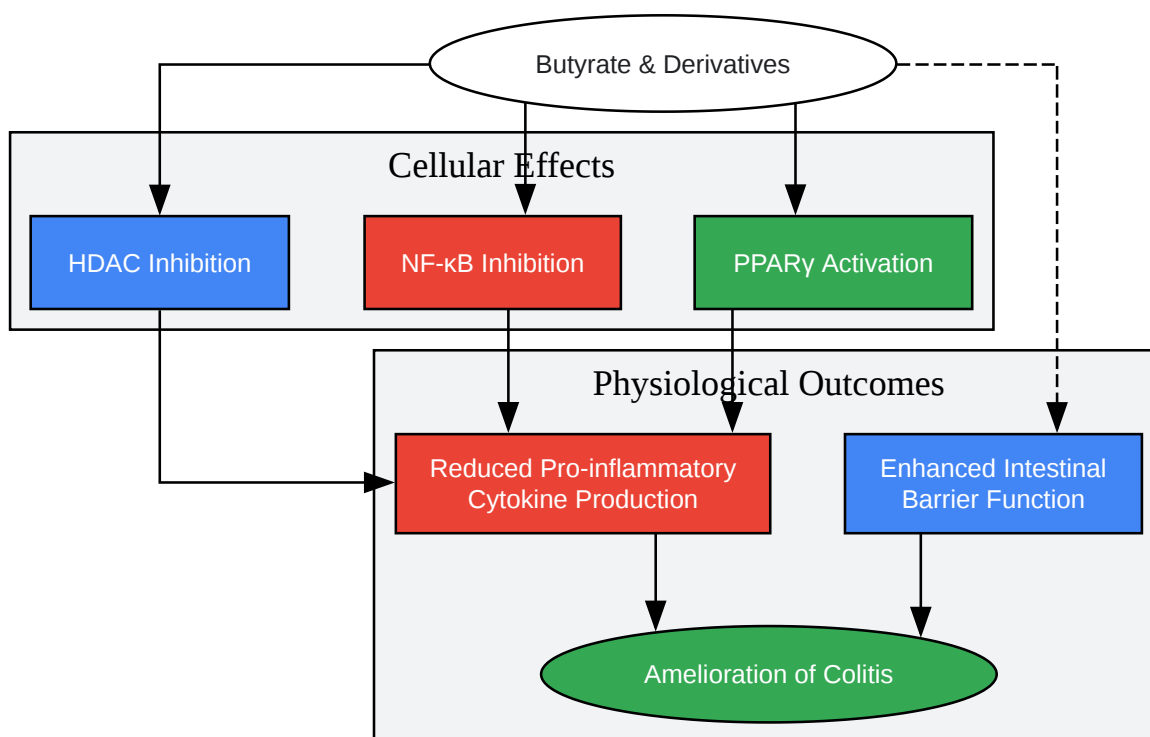 Butyrate & Derivatives
Cellular Effects
HDAC Inhibition
NF-κB Inhibition
PPARγ Activation
Physiological Outcomes
Reduced Pro-inflammatory
Cytokine Production
Enhanced Intestinal
Barrier Function
Amelioration of Colitis